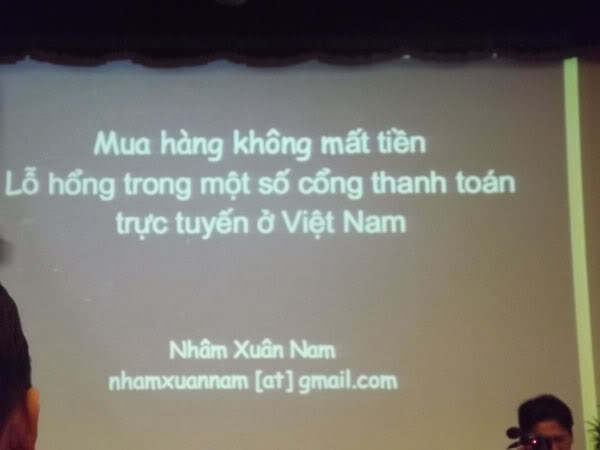 Mua hàng không mất tiền
Lỗ hổng trong một số cổng thanh toán
trực tuyến ở Việt Nam
Nhâm Xuân Nam
nhamxuannam [at] gmail.com